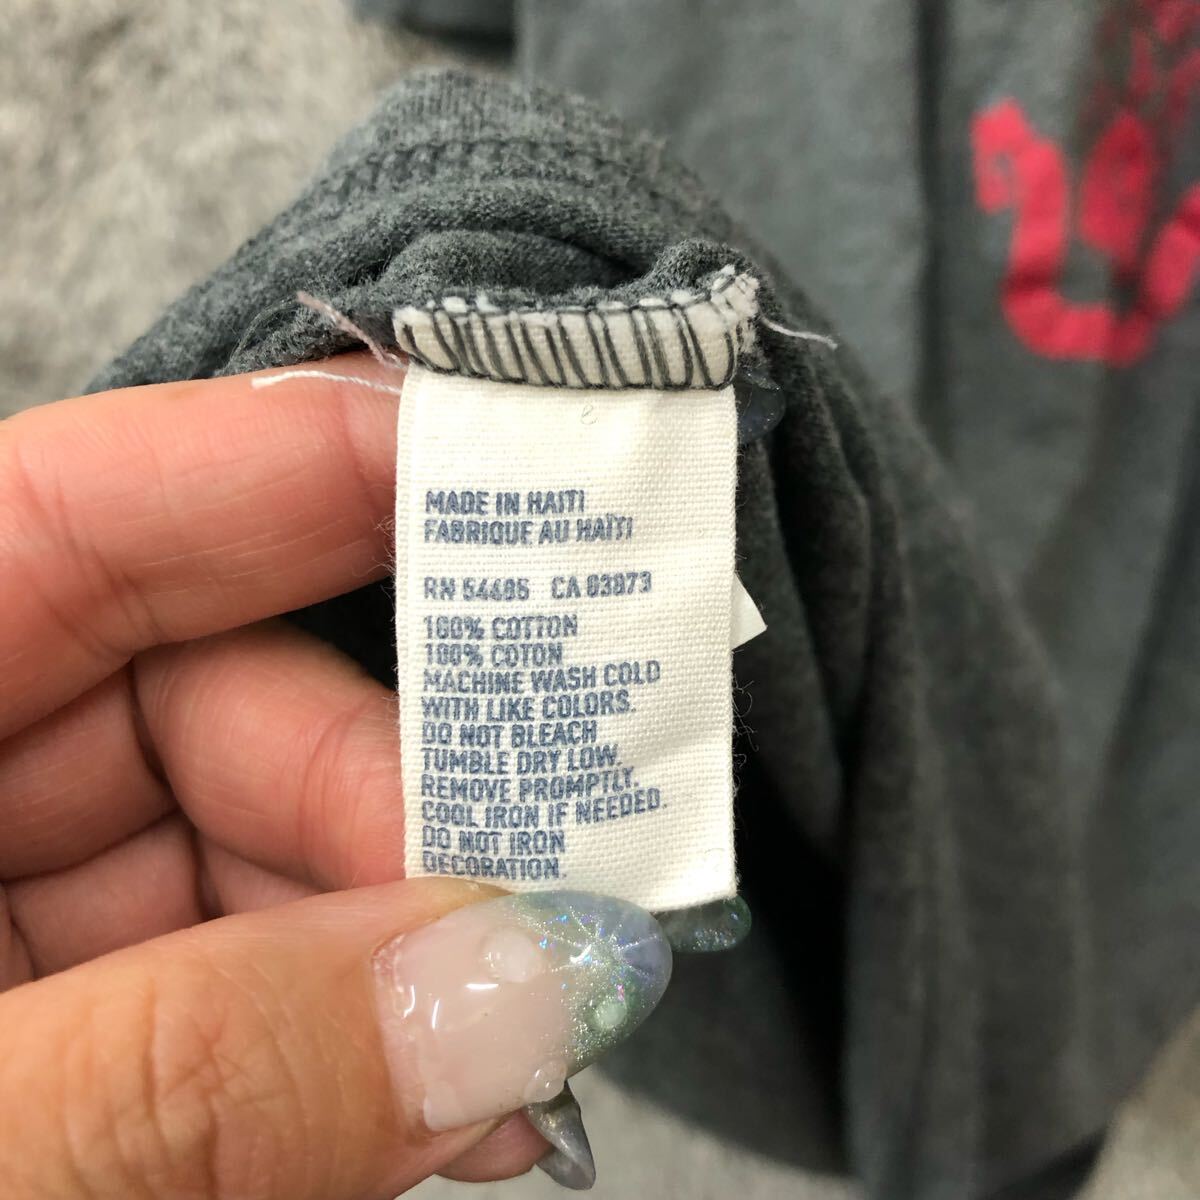 MADE IN HAITI
FABRIQUE AU HAÏTI
RN 54485 CA 03873
100% COTTON
100% COTON
MACHINE WASH COLD
WITH LIKE COLORS.
DO NOT BLEACH
TUMBLE DRY LOW.
REMOVE PROMPTLY.
COOL IRON IF NEEDED.
DO NOT IRON
DECORATION.